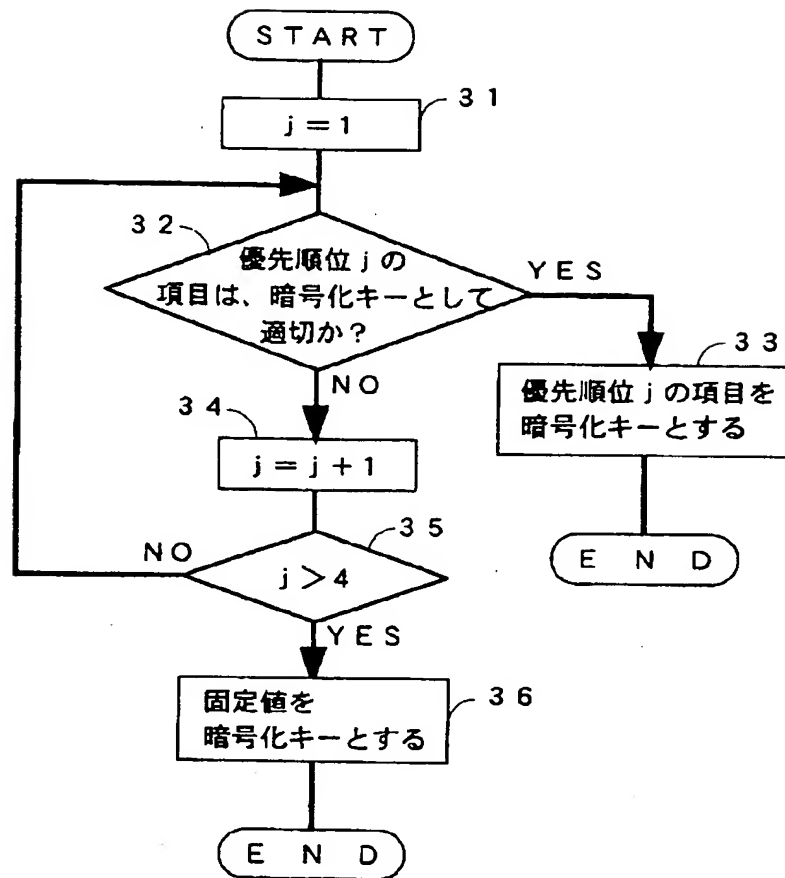 START
31
j=1
32
優先順位jの
項目は、暗号化キーとして
適切か?
YES
33
優先順位jの項目を
暗号化キーとする
END
NO
34
j=j+1
35
NO
j>4
YES
36
固定値を
暗号化キーとする
END